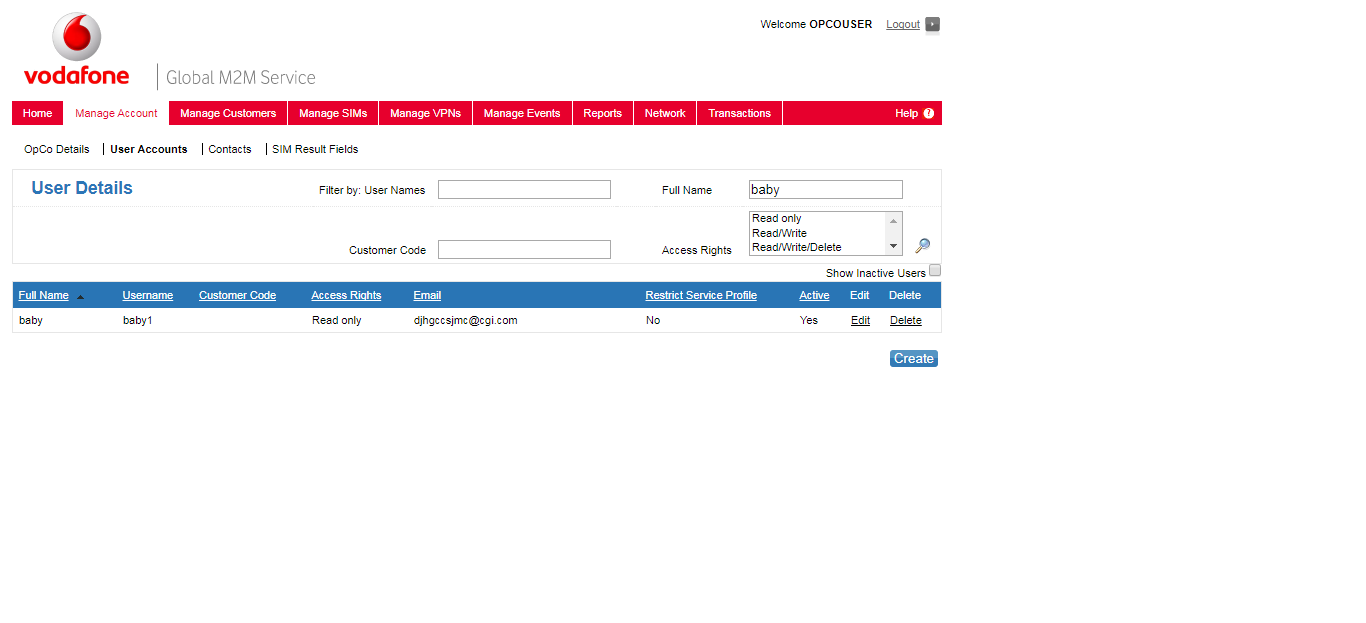 Welcome OPCOUSER Logout
vodafone Global M2M Service
Home Manage Account Manage Customers Manage SIMs Manage VPNs Manage Events Reports Network Transactions Help ?
OpCo Details User Accounts Contacts SIM Result Fields
User Details Filter by: User Names Full Name baby
Read only
Read/Write
Customer Code Access Rights Read/Write/Delete
Show Inactive Users
Full Name Username Customer Code Access Rights Email Restrict Service Profile Active Edit Delete
baby baby1 Read only djhgccsjmc@cgi.com No Yes Edit Delete
Create